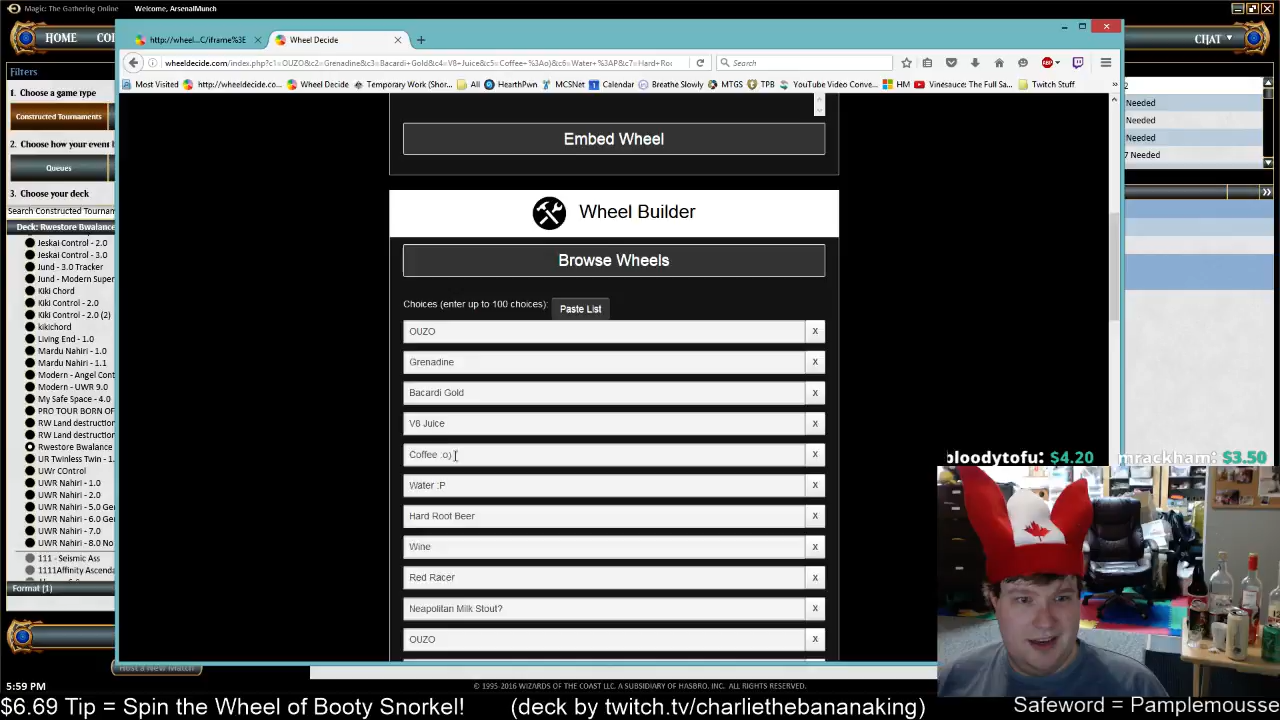 Magic: The Gathering Online
Welcome, ArsenalMunch
HOME
CHAT
http://wheel...C/iframe%3E
Wheel Decide
wheeldecide.com/index.php?c1=OUZO&c2=Grenadine&c3=Bacardi+Gold&c4=V8+Juice&c5=Coffee+%3Ao)&c6=Water+%3AP&c7=Hard+Roo
Search
Most Visited
http://wheeldecide.co...
Wheel Decide
Temporary Work (Shor...
All
HearthPwn
MCSNet
Calendar
Breathe Slowly
MTGS
TPB
YouTube Video Conve...
HM
Vinesauce: The Full Sa...
Twitch Stuff
Filters
1. Choose a game type
Constructed Tournaments
2. Choose how your event
Queues
3. Choose your deck
Search Constructed Tourna
Deck: Rwestore Bwalance
Jeskai Control - 2.0
Jeskai Control - 3.0
Jund - 3.0 Tracker
Jund - Modern Super
Kiki Chord
Kiki Control - 2.0
Kiki Control - 2.0 (2)
kikichord
Living End - 1.0
Mardu Nahiri - 1.0
Mardu Nahiri - 1.1
Modern - Angel Cont
Modern - UWR 9.0
My Safe Space - 4.0
PRO TOUR BORN OF
RW Land destruction
RW Land destruction
Rwestore Bwalance
UR Twinless Twin - 1.
UWr COntrol
UWR Nahiri - 1.0
UWR Nahiri - 2.0
UWR Nahiri - 5.0 Ge
UWR Nahiri - 6.0 Ge
UWR Nahiri - 7.0
UWR Nahiri - 8.0 No
111 - Seismic Ass
1111Affinity Ascenda
Format (1)
Host a New Match
Embed Wheel
Wheel Builder
Browse Wheels
Choices (enter up to 100 choices):
Paste List
OUZO X
Grenadine X
Bacardi Gold X
V8 Juice X
Coffee :o) X
Water :P X
Hard Root Beer X
Wine X
Red Racer X
Neapolitan Milk Stout? X
OUZO X
2
Needed
Needed
Needed
7 Needed
bloodytofu: $4.20
mrackham: $3.50
© 1995-2016 WIZARDS OF THE COAST LLC, A SUBSIDIARY OF HASBRO, INC. ALL RIGHTS RESERVED.
5:59 PM
$6.69 Tip = Spin the Wheel of Booty Snorkel!
(deck by twitch.tv/charliethebananaking)
Safeword = Pamplemousse